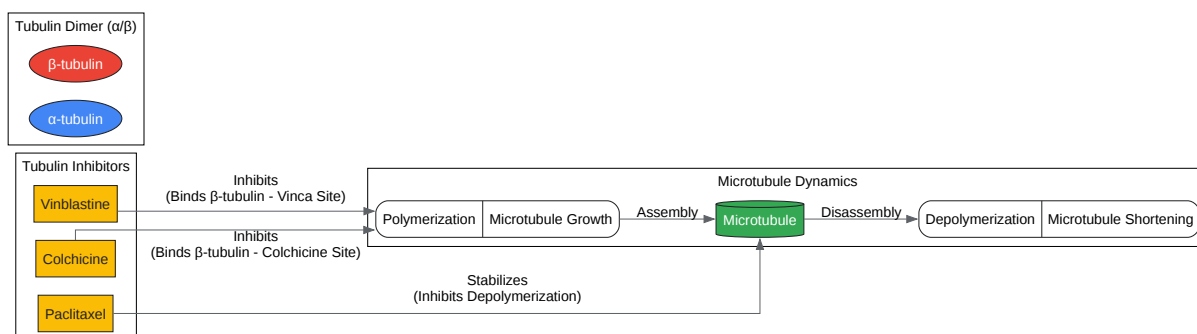 Tubulin Dimer (α/β)
β-tubulin
α-tubulin
Tubulin Inhibitors
Vinblastine
Colchicine
Paclitaxel
Inhibits
(Binds β-tubulin - Vinca Site)
Inhibits
(Binds β-tubulin - Colchicine Site)
Stabilizes
(Inhibits Depolymerization)
Microtubule Dynamics
Polymerization
Microtubule Growth
Assembly
Microtubule
Disassembly
Depolymerization
Microtubule Shortening